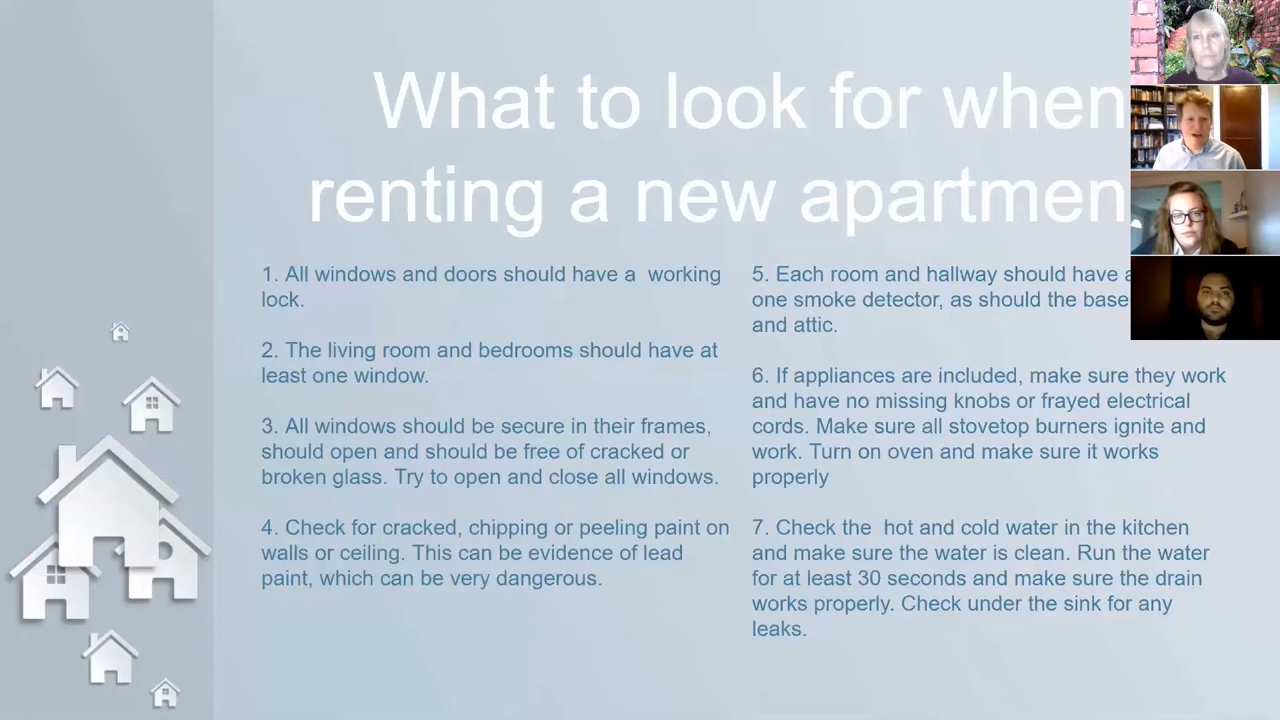 What to look for when
renting a new
1. All windows and doors should have a  working
lock.
2. The living room and bedrooms should have at
least one window.
3. All windows should be secure in their frames,
should open and should be free of cracked or
broken glass. Try to open and close all windows.
4. Check for cracked, chipping or peeling paint on
walls or ceiling. This can be evidence of lead
paint, which can be very dangerous.
5. Each room and hallway should have
one smoke detector, as should the
and attic.
6. If appliances are included, make sure they work
and have no missing knobs or frayed electrical
cords. Make sure all stovetop burners ignite and
work. Turn on oven and make sure it works
properly
7. Check the  hot and cold water in the kitchen
and make sure the water is clean. Run the water
for at least 30 seconds and make sure the drain
works properly. Check under the sink for any
leaks.